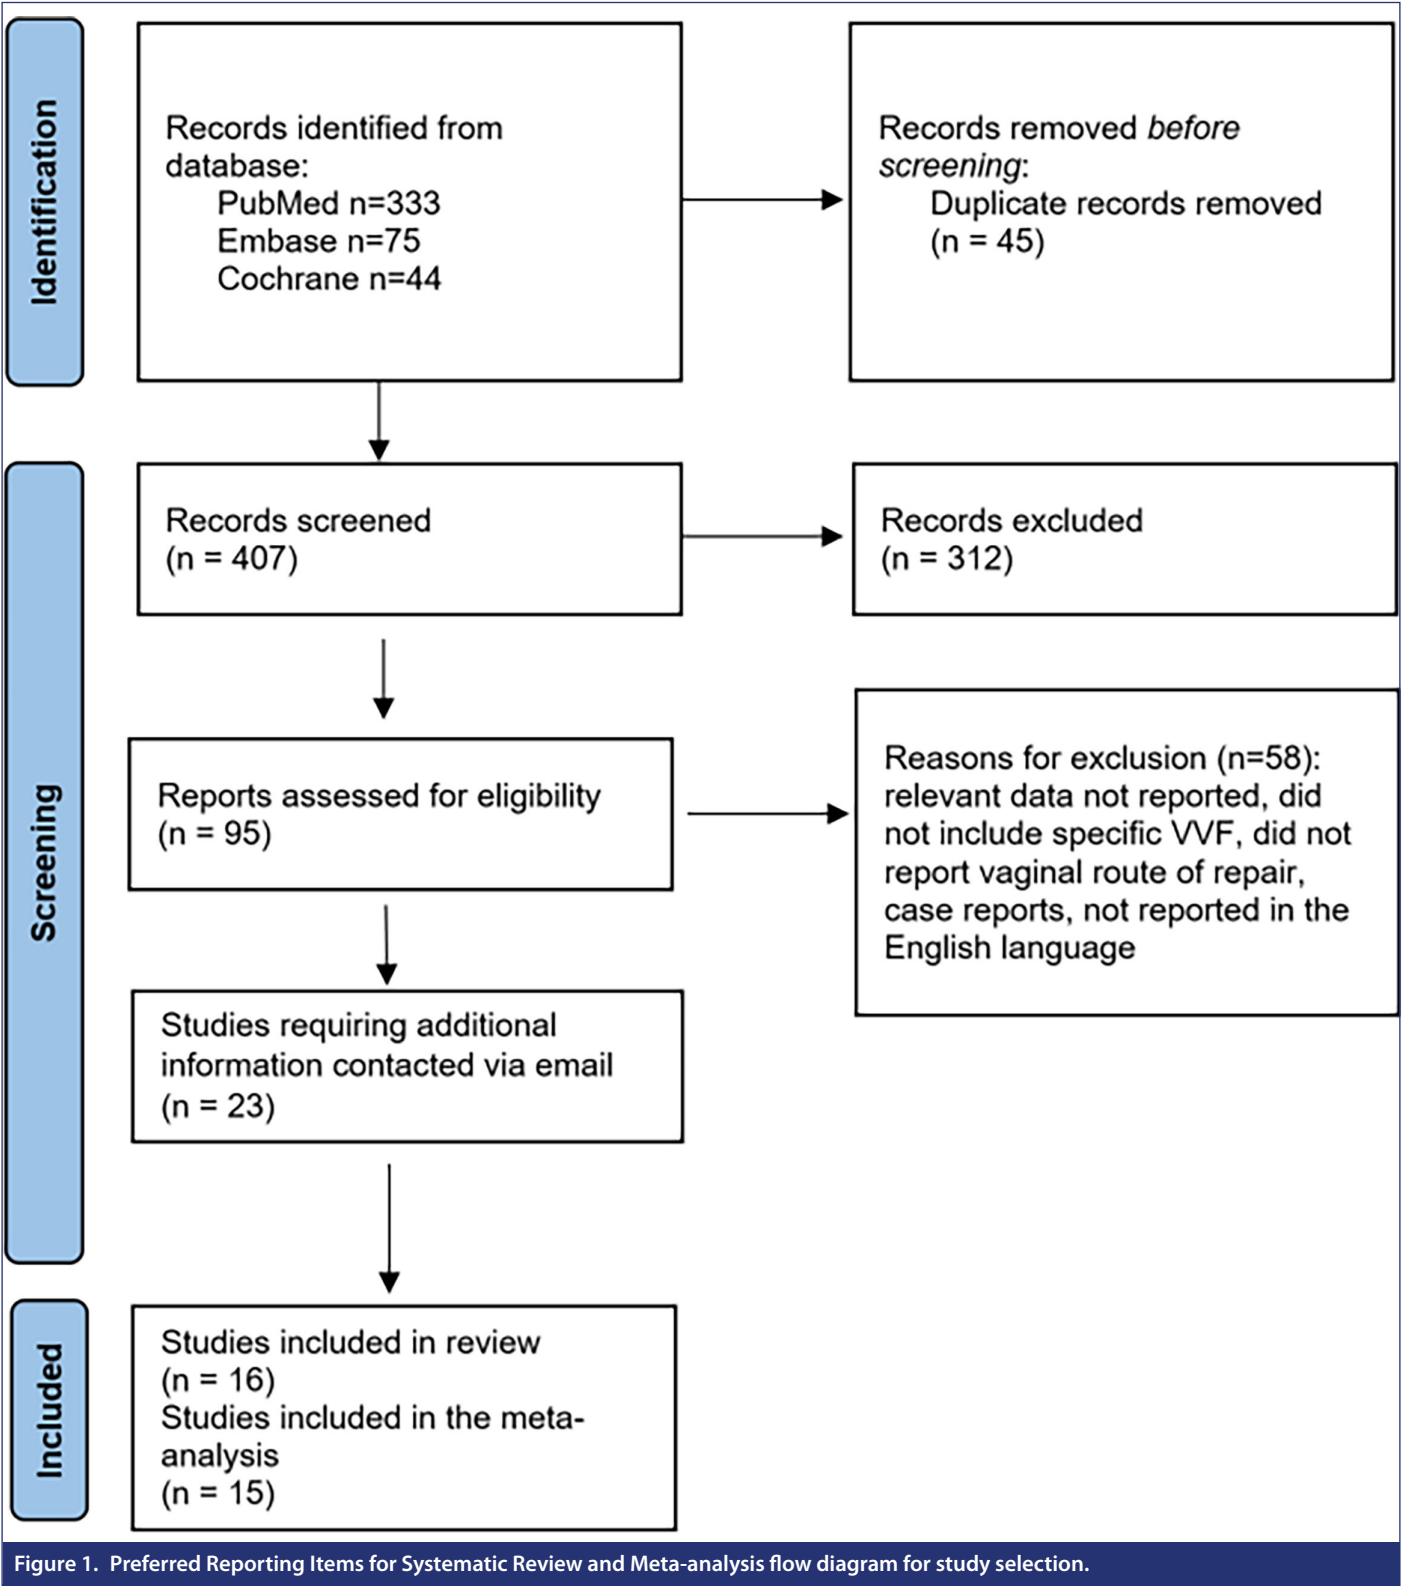 Identification
Records identified from
database:
PubMed n=333
Embase n=75
Cochrane n=44
Records removed before
screening:
Duplicate records removed
(n = 45)
Screening
Records screened
(n = 407)
Records excluded
(n = 312)
Reports assessed for eligibility
(n = 95)
Reasons for exclusion (n=58):
relevant data not reported, did
not include specific VVF, did not
report vaginal route of repair,
case reports, not reported in the
English language
Studies requiring additional
information contacted via email
(n = 23)
Included
Studies included in review
(n = 16)
Studies included in the meta-
analysis
(n = 15)
Figure 1. Preferred Reporting Items for Systematic Review and Meta-analysis flow diagram for study selection.